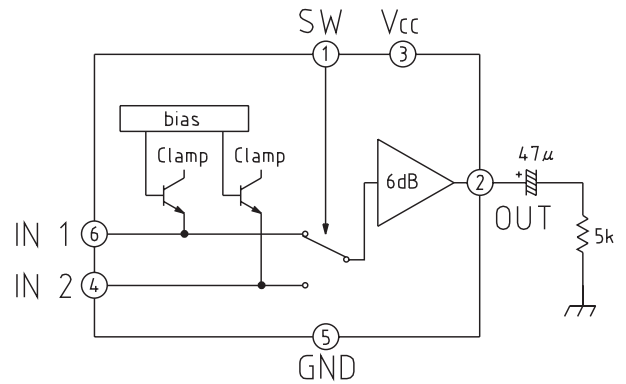 SW Vcc
1 3
bias
Clamp Clamp
6dB
47μ
+
2
OUT
5k
IN 1 6
IN 2 4
5
GND